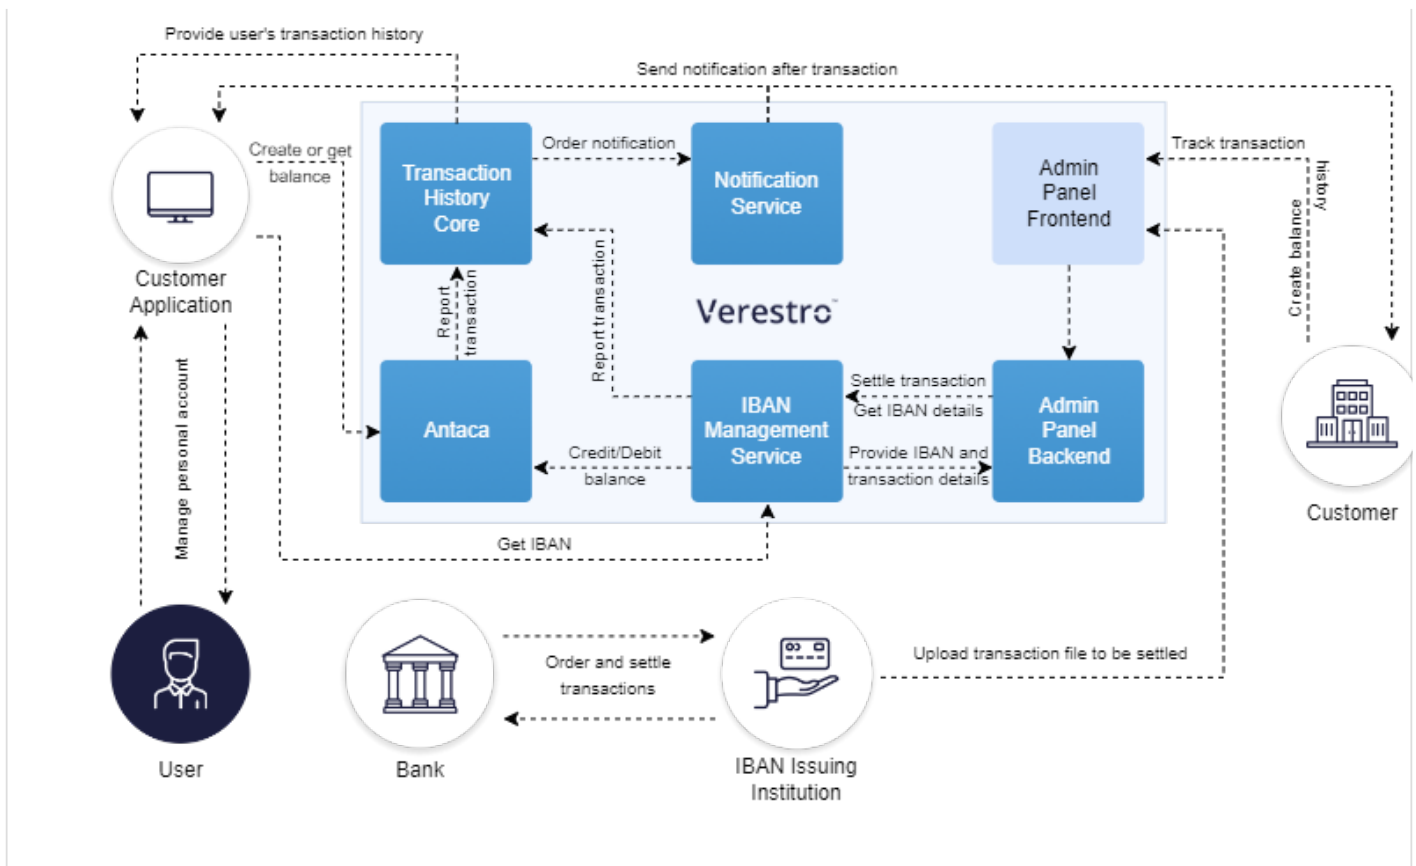 Provide user's transaction history
Send notification after transaction
Create or get
balance
Transaction
History
Core
Order notification
Notification
Service
Admin
Panel
Frontend
Track transaction
history
Create balance
Customer
Application
Report
transaction
Report transaction
Verestro™
Manage personal account
Antaca
Credit/Debit
balance
IBAN
Management
Service
Settle transaction
Get IBAN details
Provide IBAN and
transaction details
Admin
Panel
Backend
Customer
Get IBAN
User
Bank
Order and settle
transactions
IBAN Issuing
Institution
Upload transaction file to be settled